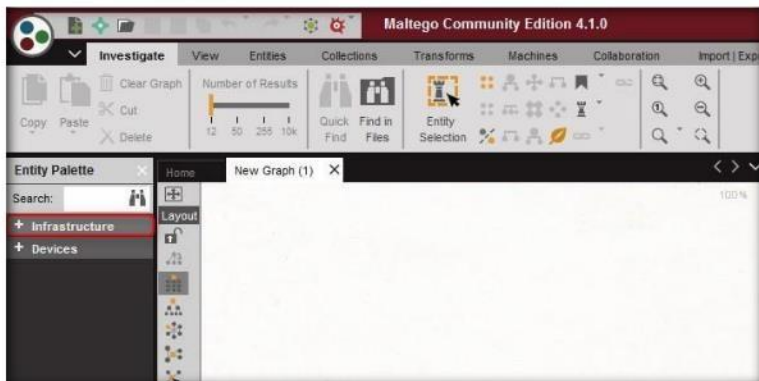 Maltego Community Edition 4.1.0
Investigate View Entities Collections Transforms Machines Collaboration Import | Exp
Copy Paste Clear Graph Cut Delete
Number of Results
12 50 255 10k
Quick Find Find in Files
Entity Selection
Entity Palette
Home New Graph (1)
Search:
Layout
100%
+ Infrastructure
+ Devices